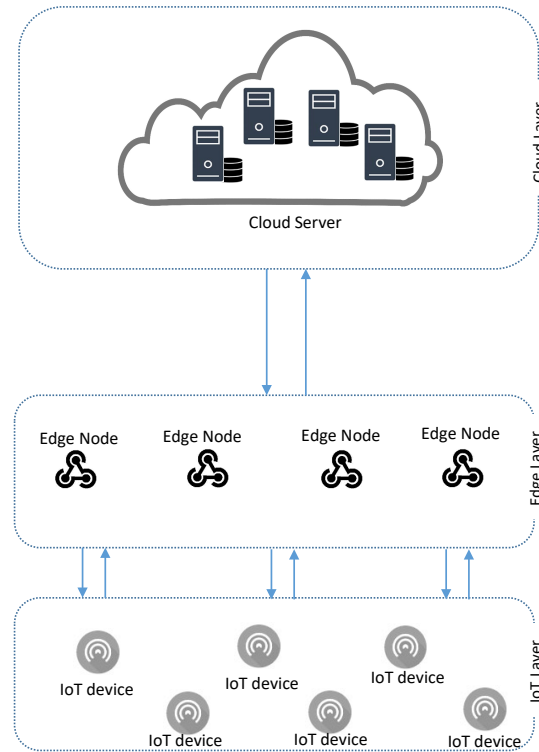 Cloud Layer
Cloud Server
Edge Node
Edge Node
Edge Node
Edge Node
Edge Layer
IoT device
IoT device
IoT device
IoT device
IoT device
IoT device
IoT Layer